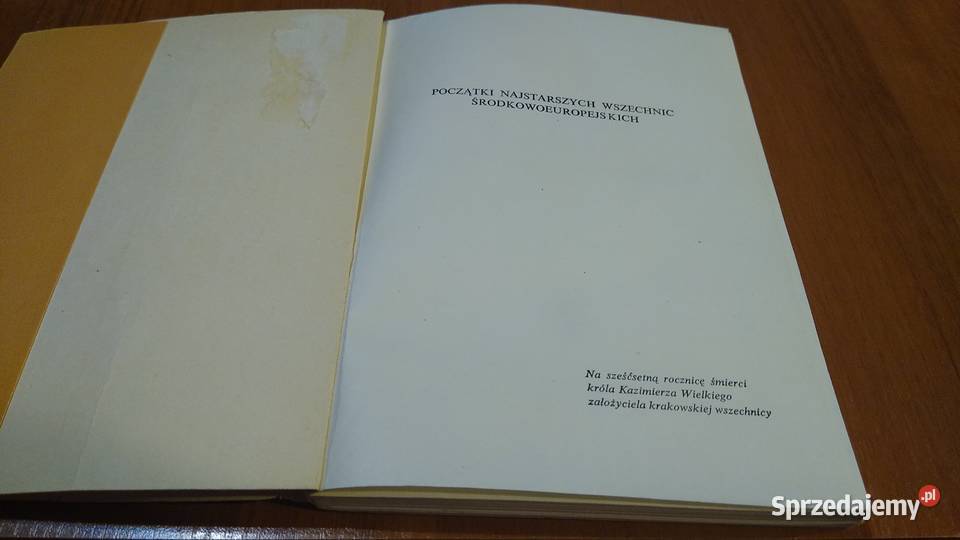 POCZĄTKI NAJSTARSZYCH WSZECHNIC
ŚRODKOWOEUROPEJSKICH
Na sześćsetną rocznicę śmierci
króla Kazimierza Wielkiego
założyciela krakowskiej wszechnicy
Sprzedajemy.pl